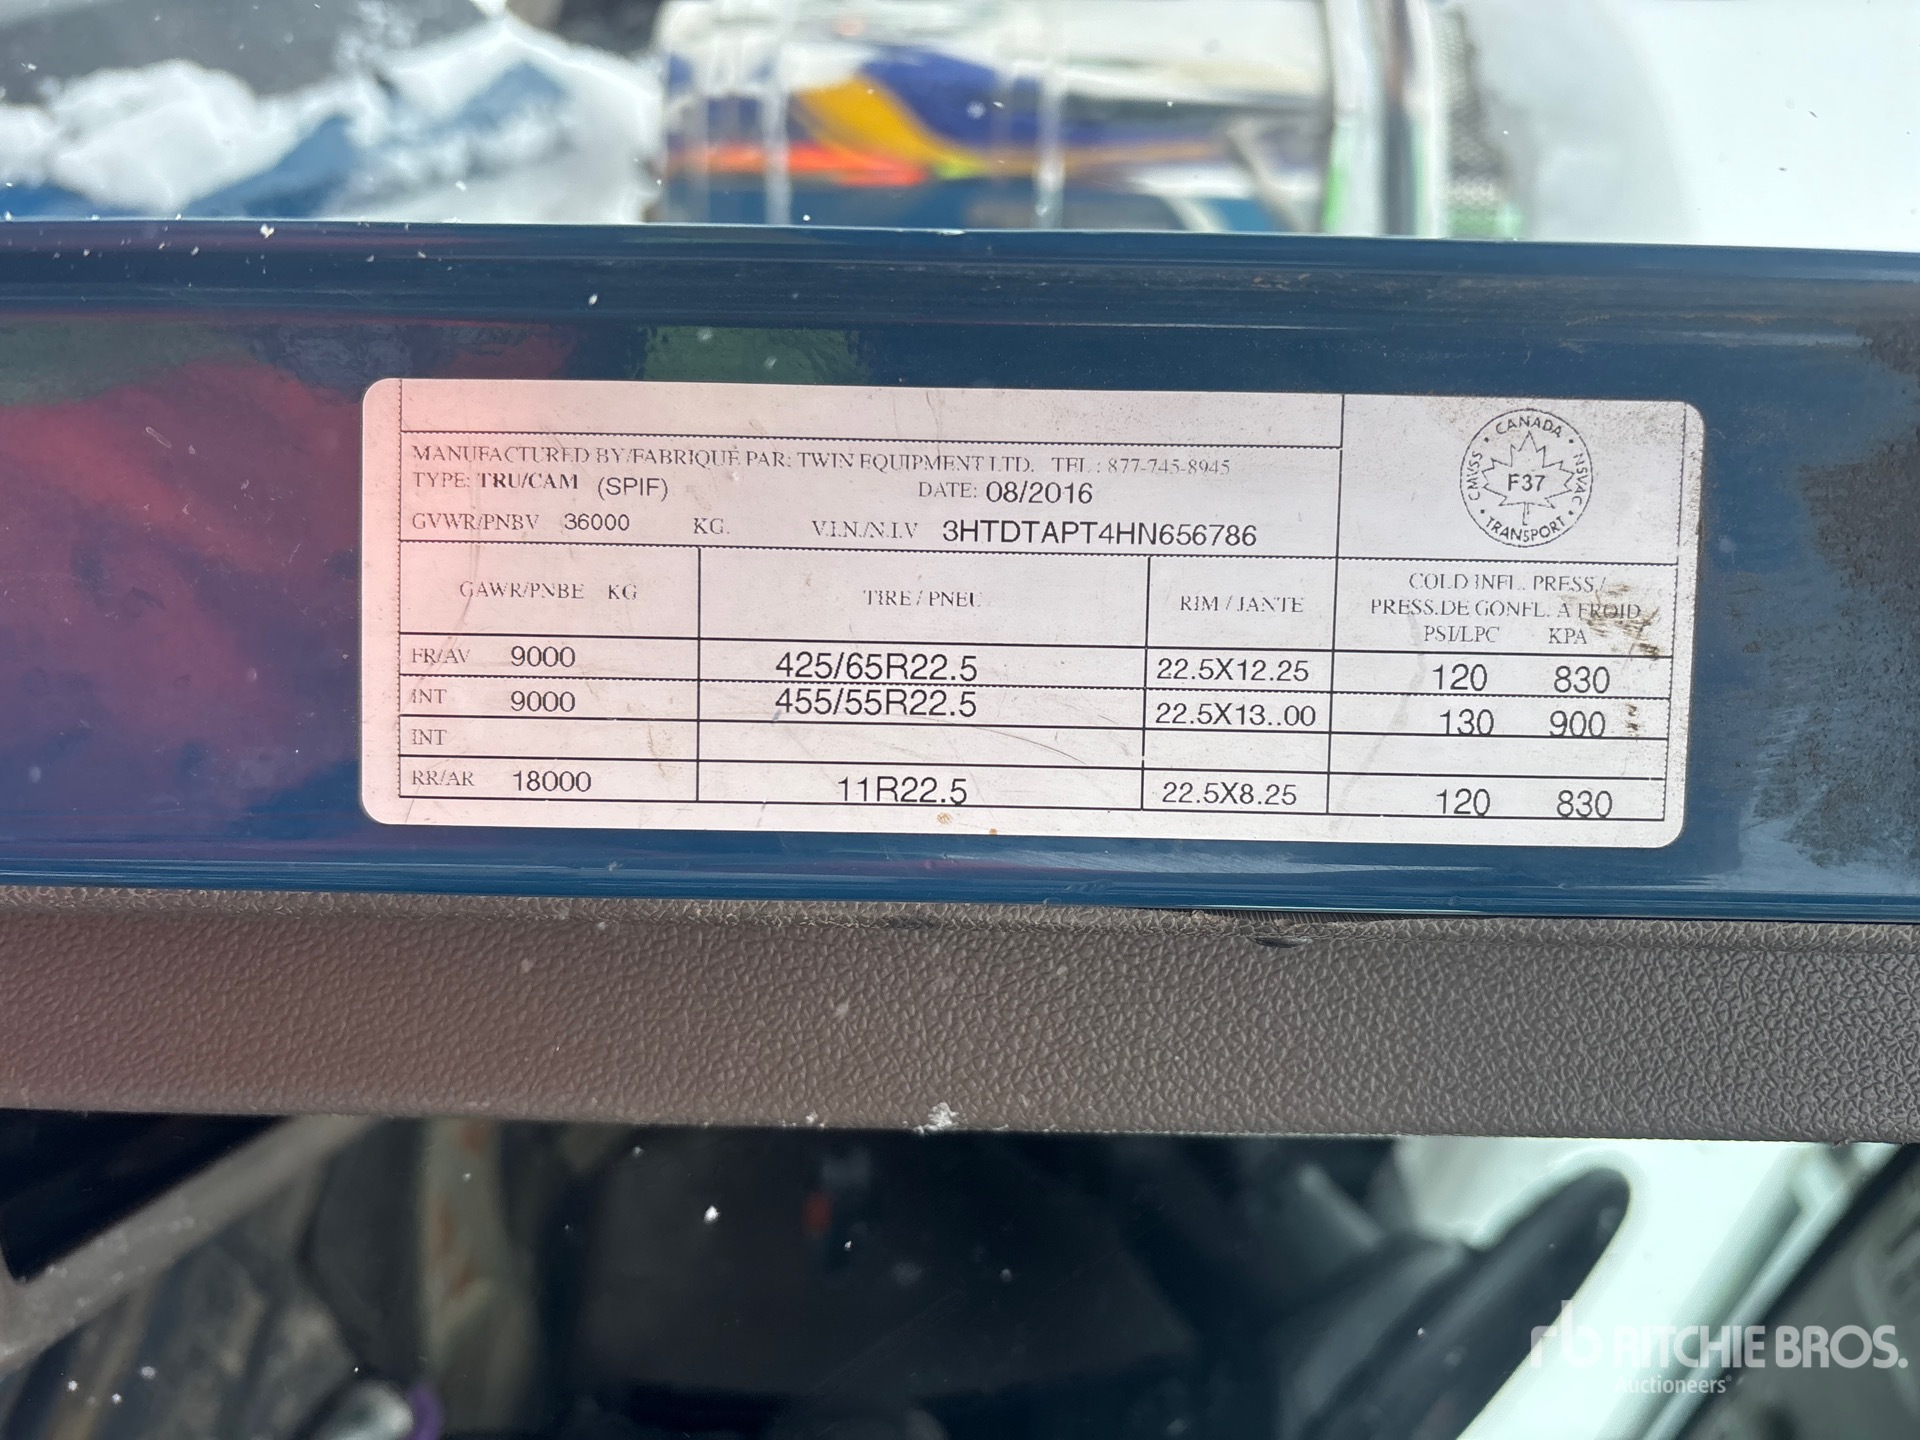 MANUFACTURED BY/FABRIQUÉ PAR: TWIN EQUIPMENT LTD. TEL.: 877-745-8945
TYPE: TRU/CAM (SPIF) DATE: 08/2016
GVWR/PNBV 36000 KG. V.I.N./N.I.V 3HTDTAPT4HN656786
CANADA
CMVSS
NSVAC
F37
TRANSPORT
GAWR/PNBE KG TIRE / PNEU RIM / JANTE COLD INFL. PRESS./
PRESS.DE GONFL. A FROID
PSI/LPC KPA
FR/AV 9000 425/65R22.5 22.5X12.25 120 830
INT 9000 455/55R22.5 22.5X13..00 130 900
INT
RR/AR 18000 11R22.5 22.5X8.25 120 830
rb RITCHIE BROS.
Auctioneers